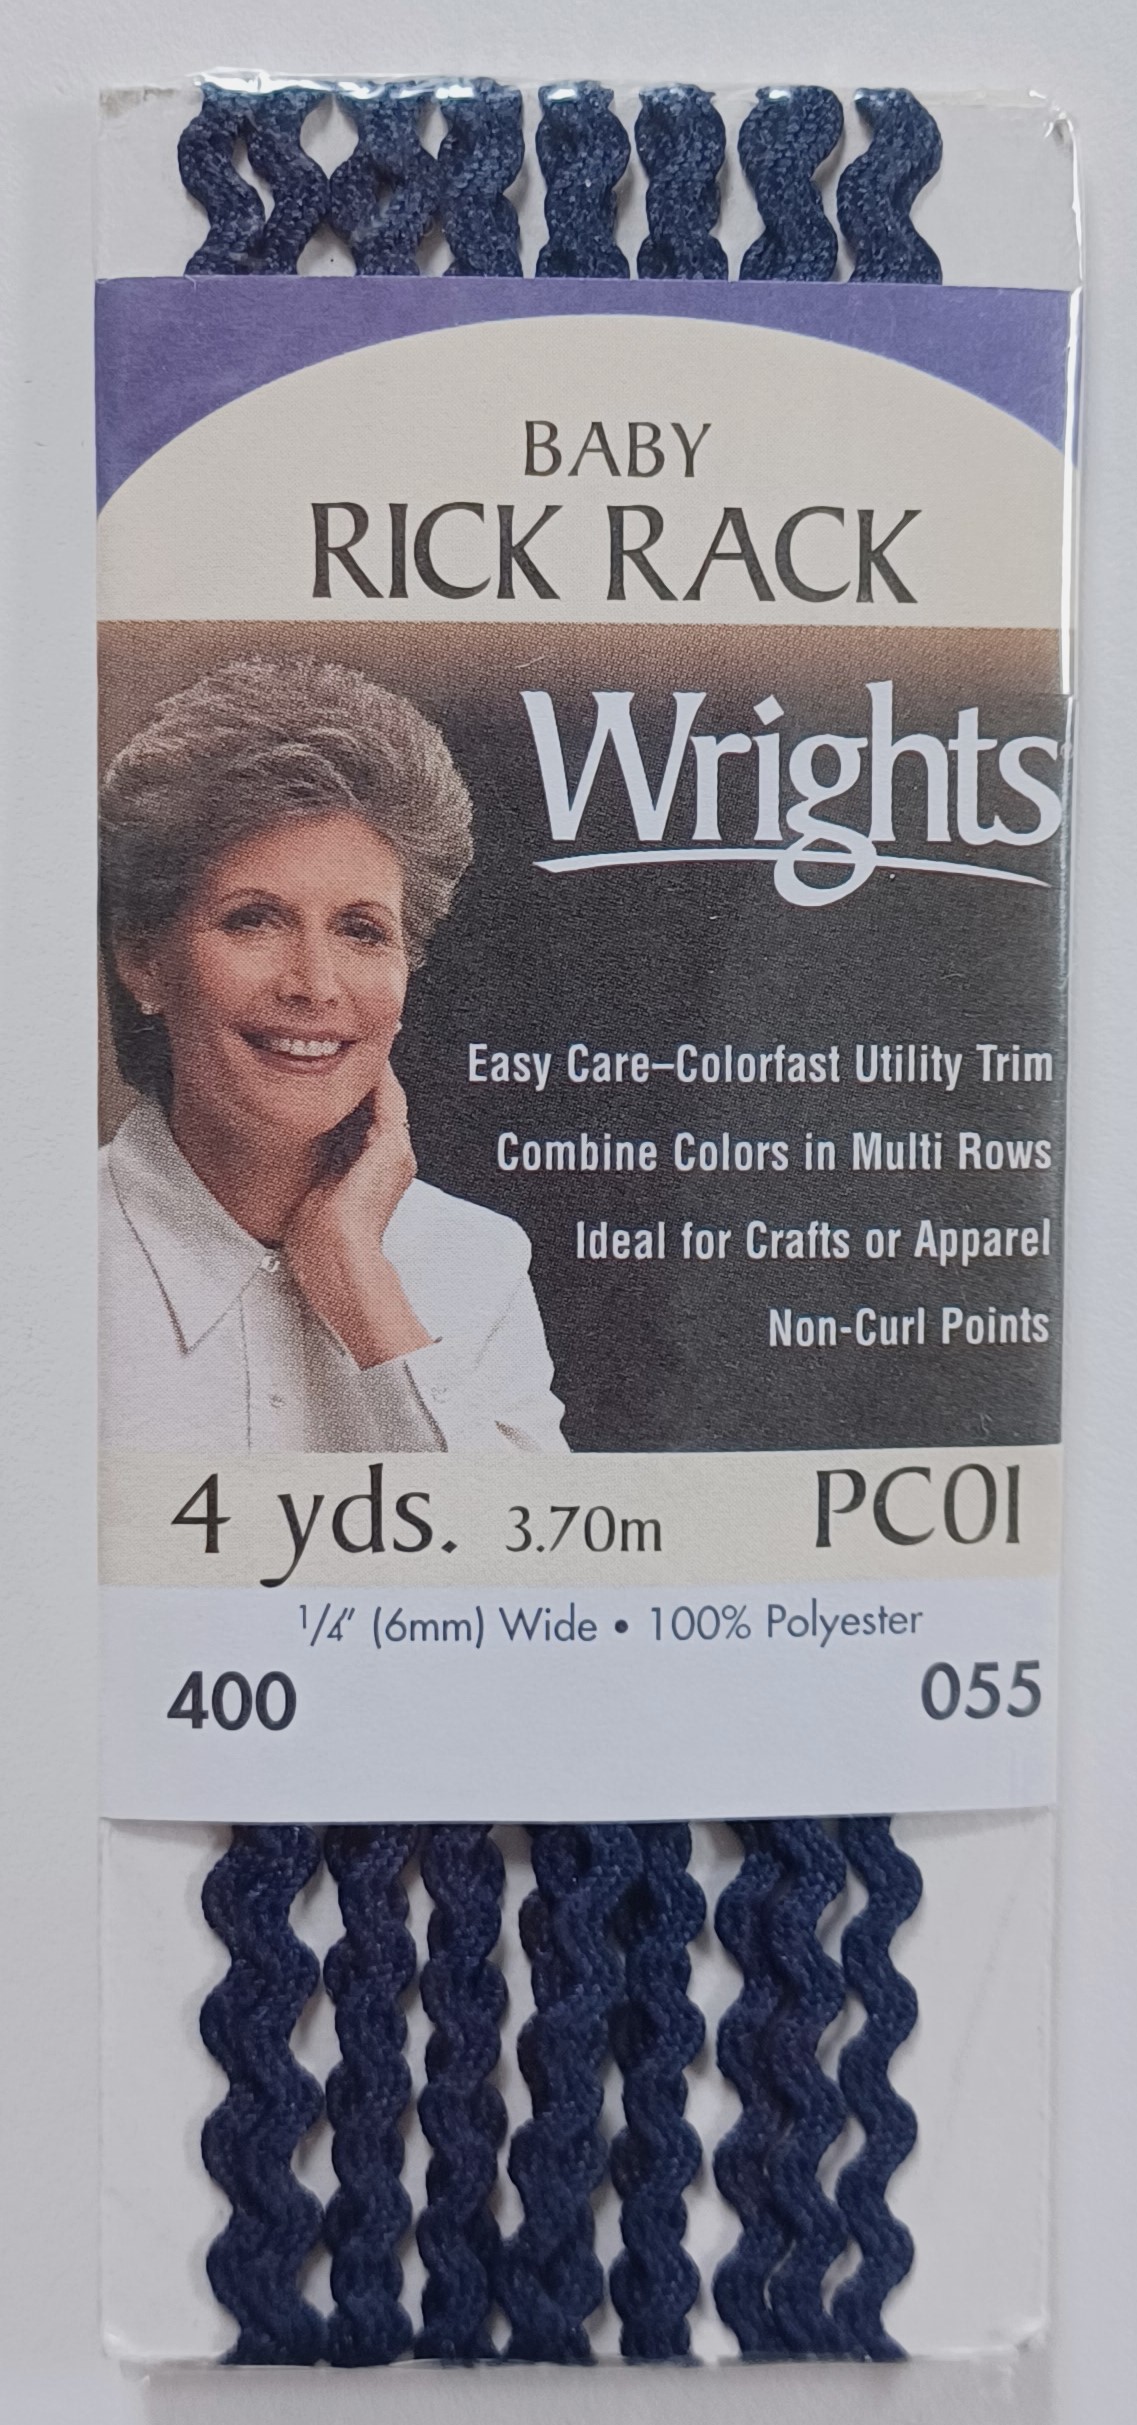 BABY
RICK RACK
Wrights
Easy Care–Colorfast Utility Trim
Combine Colors in Multi Rows
Ideal for Crafts or Apparel
Non-Curl Points
4 yds. 3.70m PC01
1/4" (6mm) Wide • 100% Polyester
400 055